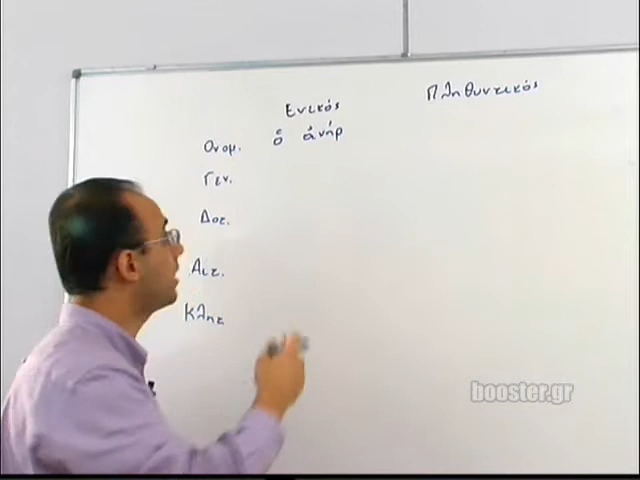 Ενικός Πληθυντικός
Ονομ. ὁ ἀνήρ
Γεν.
Δοτ.
Αιτ.
Κλητ
booster.gr